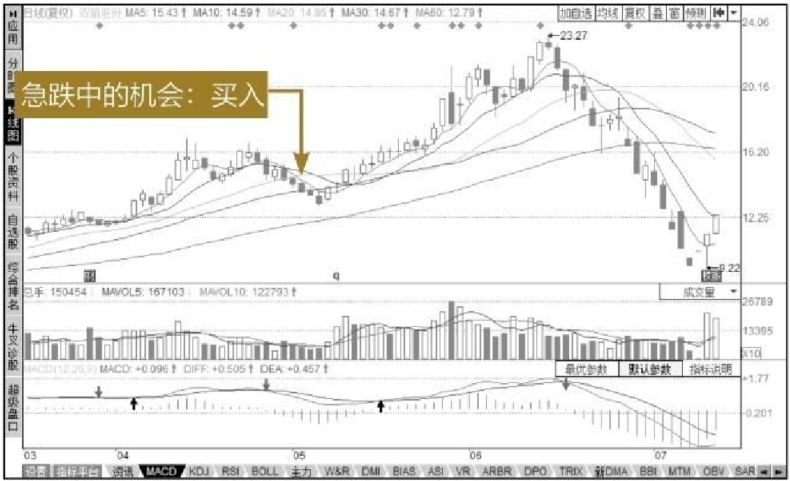 日线(复权) MA5: 15.43↑ MA10: 14.59↑ MA20: 14.86↑ MA30: 14.67↑ MA60: 12.79↑
加自选 均线 复权 叠 窗 预测
24.06
应用
23.27
分时图
20.16
急跌中的机会：买入
K线图
16.20
个股资料
自选股
12.25
综合排名
9.22
财
q
总手: 150454 MAVOL5: 167103↓ MAVOL10: 122793↑
成交量
26789
牛叉诊股
13395
X10
MACD(12,26,9) MACD: +0.096↑ DIFF: +0.505↑ DEA: +0.457↑
最优参数 默认参数 指标说明
超级盘口
+1.77
-0.201
03 04 05 06 07
设置 指标平台 资讯 MACD KDJ RSI BOLL 主力 W&R DMI BIAS ASI VR ARBR DPO TRIX 新DMA BBI MTM OBV SAR